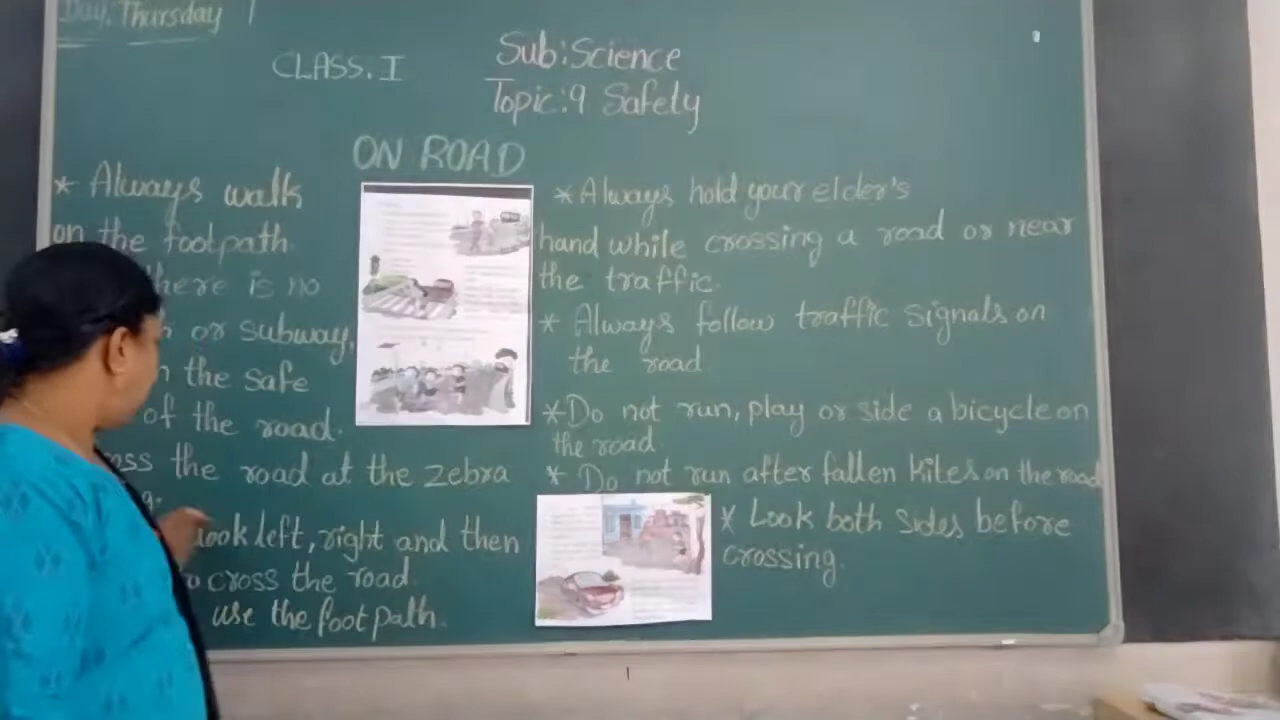 Day: Thursday
CLASS. I
Sub: Science
Topic: 9 Safety
ON ROAD
* Always walk
on the footpath
there is no
or subway,
the safe
of the road.
the road at the zebra
look left, right and then
cross the road.
use the foot path.
* Always hold your elder's
hand while crossing a road or near
the traffic.
* Always follow traffic signals on
the road
* Do not run, play or side a bicycle on
the road.
* Do not run after fallen kites on the road
* Look both sides before
crossing.